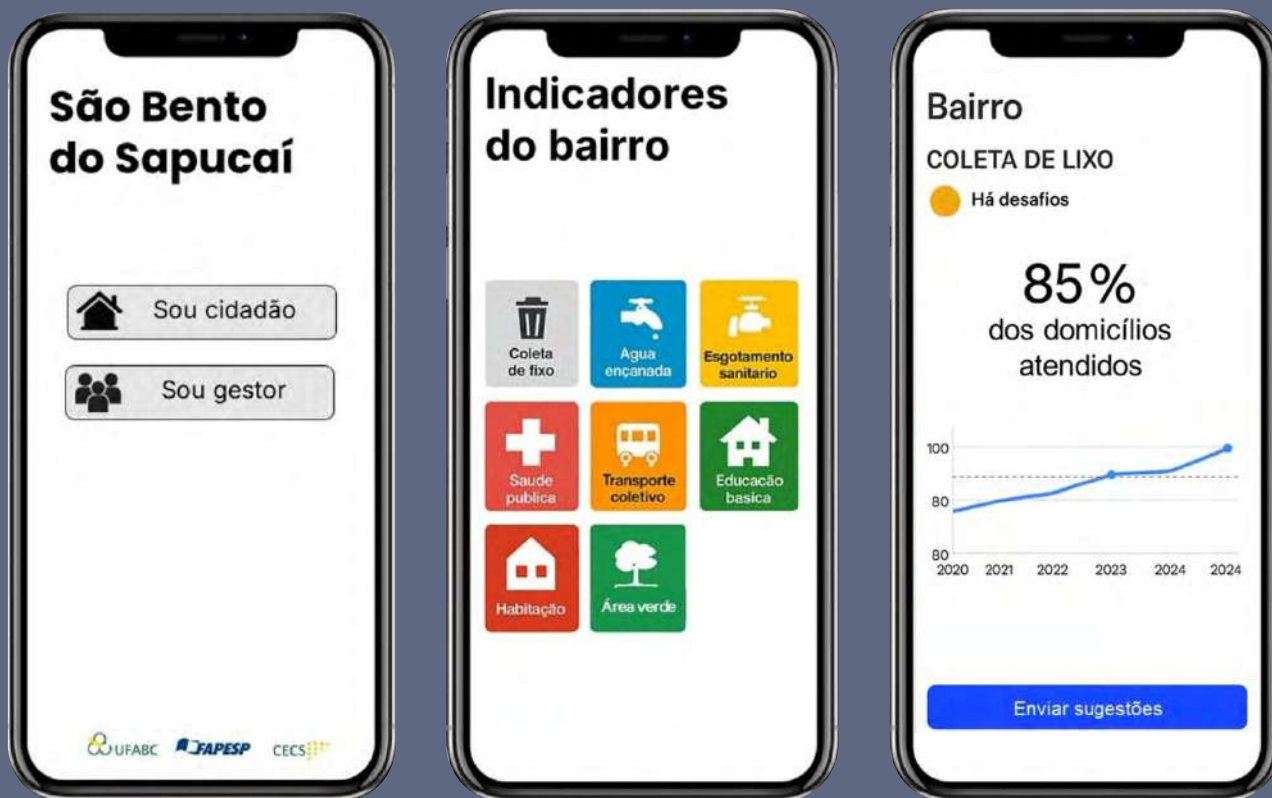 São Bento
do Sapucaí
Sou cidadão
Sou gestor
UFABC
FAPESP
CECS
Indicadores
do bairro
Coleta
de fixo
Agua
ençanada
Esgotamento
sanitario
Saude
publica
Transporte
coletivo
Educacão
basica
Habitação
Área verde
Bairro
COLETA DE LIXO
Há desafios
85%
dos domicílios
atendidos
100
80
80
2020 2021 2022 2023 2024 2024
Enviar sugestões